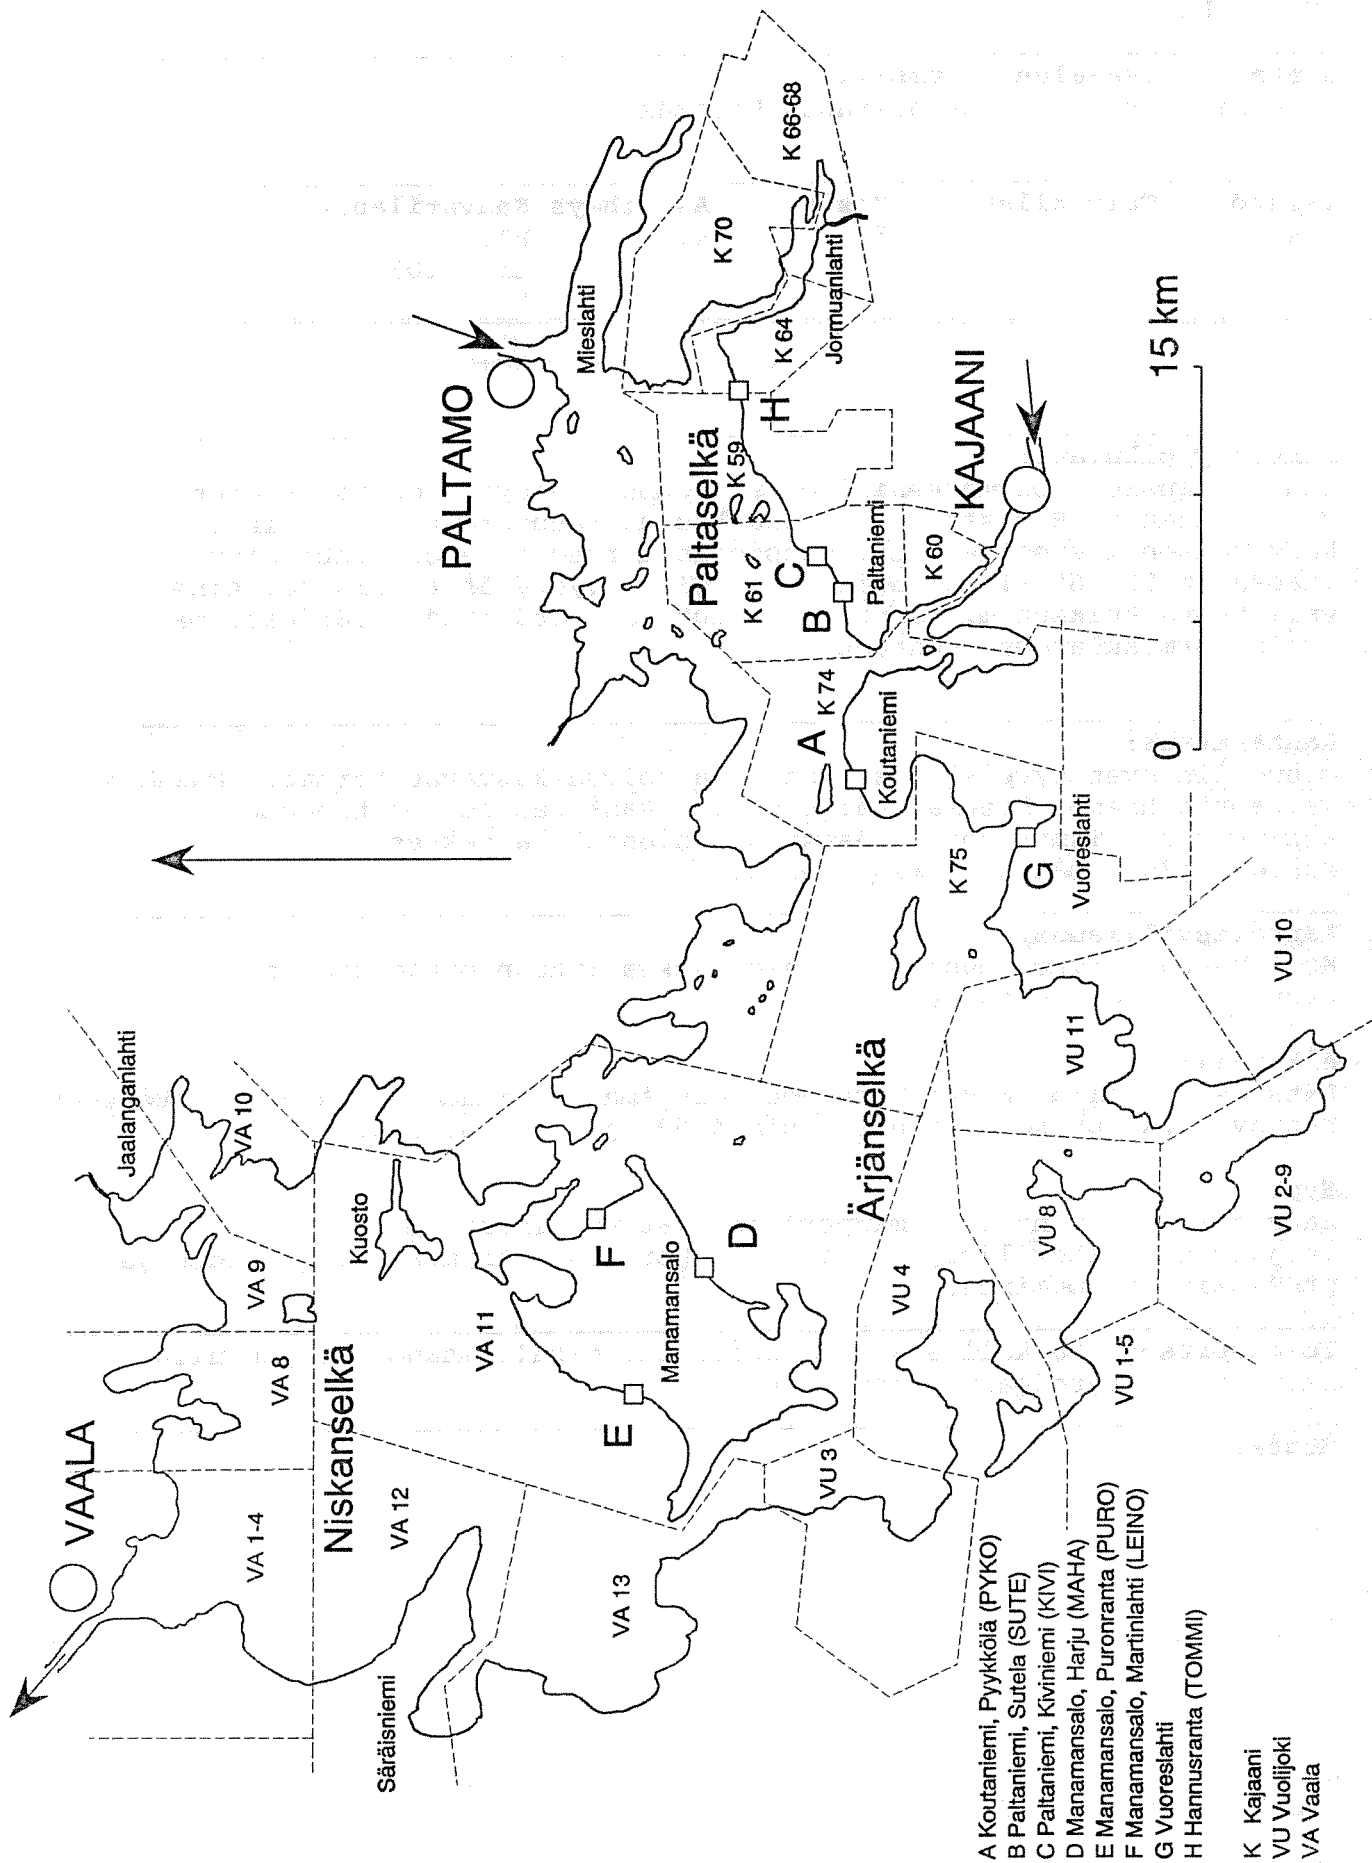 VAALA
Jaalanganlahti
VA 10
VA 9
VA 8
VA 1-4
Niskanselkä
Kuosto
VA 11
VA 12
Säräisniemi
VA 13
E
F
Manamansalo
D
VU 3
Ärjänselkä
VU 4
VU 8
VU 1-5
VU 2-9
VU 11
VU 10
PALTAMO
Mieslahti
K 70
K 66-68
K 64
Jormuanlahti
H
Paltaselkä
K 59
K 61
C
B
Paltaniemi
K 60
KAJAANI
K 74
A
Koutaniemi
K 75
G
Vuoreslahti
0
15 km
A Koutaniemi, Pyykkölä (PYKO)
B Paltaniemi, Sutela (SUTE)
C Paltaniemi, Kiviniemi (KIVI)
D Manamansalo, Harju (MAHA)
E Manamansalo, Puronranta (PURO)
F Manamansalo, Martinlahti (LEINO)
G Vuoreslahti
H Hannusranta (TOMMI)
K Kajaani
VU Vuolijoki
VA Vaala